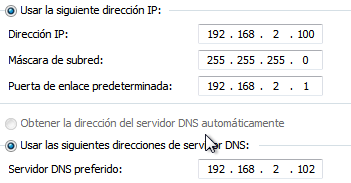 Usar la siguiente dirección IP:
Dirección IP: 192 . 168 . 2 . 100
Máscara de subred: 255 . 255 . 255 . 0
Puerta de enlace predeterminada: 192 . 168 . 2 . 1
Obtener la dirección del servidor DNS automáticamente
Usar las siguientes direcciones de servidor DNS:
Servidor DNS preferido: 192 . 168 . 2 . 102